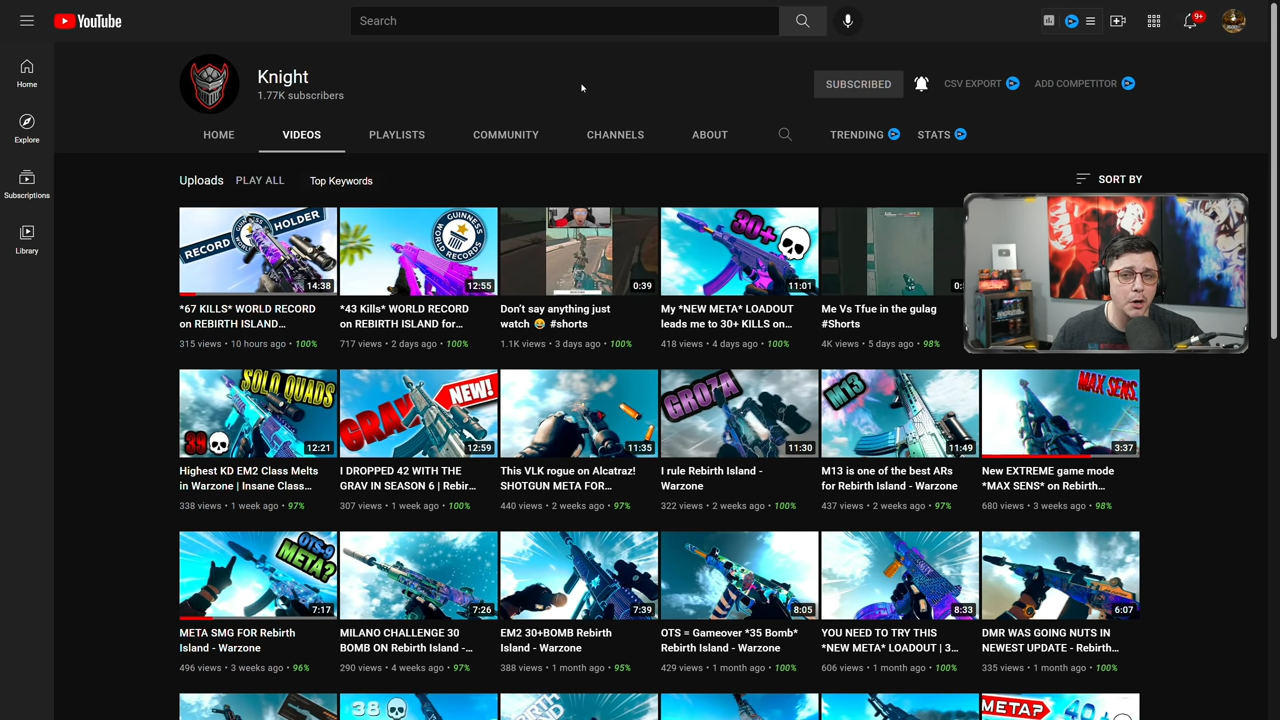 YouTube
Search
9+
Home
Explore
Subscriptions
Library
Knight
1.77K subscribers
SUBSCRIBED
CSV EXPORT
ADD COMPETITOR
HOME
VIDEOS
PLAYLISTS
COMMUNITY
CHANNELS
ABOUT
TRENDING
STATS
Uploads
PLAY ALL
Top Keywords
SORT BY
RECORD HOLDER
14:38
*67 KILLS* WORLD RECORD
on REBIRTH ISLAND...
315 views • 10 hours ago • 100%
GUINNESS
WORLD RECORDS
12:55
*43 Kills* WORLD RECORD
on REBIRTH ISLAND for...
717 views • 2 days ago • 100%
0:39
Don't say anything just
watch 😂 #shorts
1.1K views • 3 days ago • 100%
30+
11:01
My *NEW META* LOADOUT
leads me to 30+ KILLS on...
418 views • 4 days ago • 100%
Me Vs Tfue in the gulag
#Shorts
4K views • 5 days ago • 98%
SOLO QUADS
39
12:21
Highest KD EM2 Class Melts
in Warzone | Insane Class...
338 views • 1 week ago • 97%
GRAV
NEW!
12:59
I DROPPED 42 WITH THE
GRAV IN SEASON 6 | Rebir...
307 views • 1 week ago • 100%
11:35
This VLK rogue on Alcatraz!
SHOTGUN META FOR...
440 views • 2 weeks ago • 97%
GROZA
11:30
I rule Rebirth Island -
Warzone
322 views • 2 weeks ago • 100%
M13
11:49
M13 is one of the best ARs
for Rebirth Island - Warzone
437 views • 2 weeks ago • 97%
MAX SENS.
3:37
New EXTREME game mode
*MAX SENS* on Rebirth...
680 views • 3 weeks ago • 98%
OTS-9
META?
7:17
META SMG FOR Rebirth
Island - Warzone
496 views • 3 weeks ago • 96%
7:26
MILANO CHALLENGE 30
BOMB ON Rebirth Island -...
290 views • 4 weeks ago • 97%
7:39
EM2 30+BOMB Rebirth
Island - Warzone
388 views • 1 month ago • 95%
8:05
OTS = Gameover *35 Bomb*
Rebirth Island - Warzone
429 views • 1 month ago • 100%
8:33
YOU NEED TO TRY THIS
*NEW META* LOADOUT | 3...
606 views • 1 month ago • 100%
6:07
DMR WAS GOING NUTS IN
NEWEST UPDATE - Rebirth...
335 views • 1 month ago • 100%
38
META?
40+